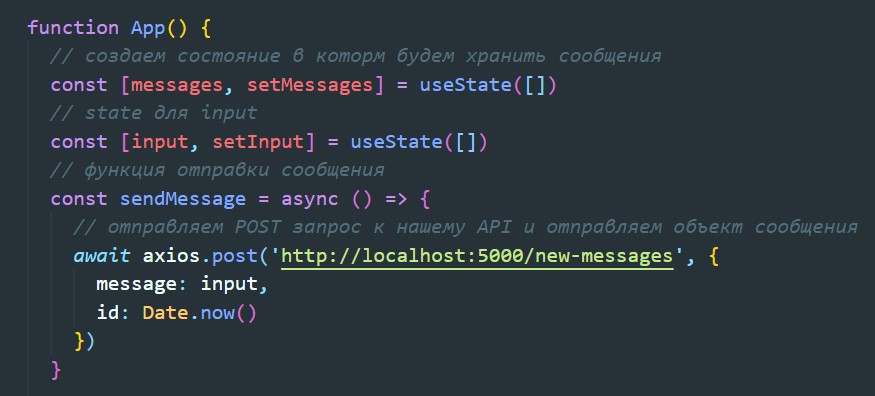 function App() {
// создаем состояние в которм будем хранить сообщения
const [messages, setMessages] = useState([])
// state для input
const [input, setInput] = useState([])
// функция отправки сообщения
const sendMessage = async () => {
// отправляем POST запрос к нашему API и отправляем объект сообщения
await axios.post('http://localhost:5000/new-messages', {
message: input,
id: Date.now()
})
}